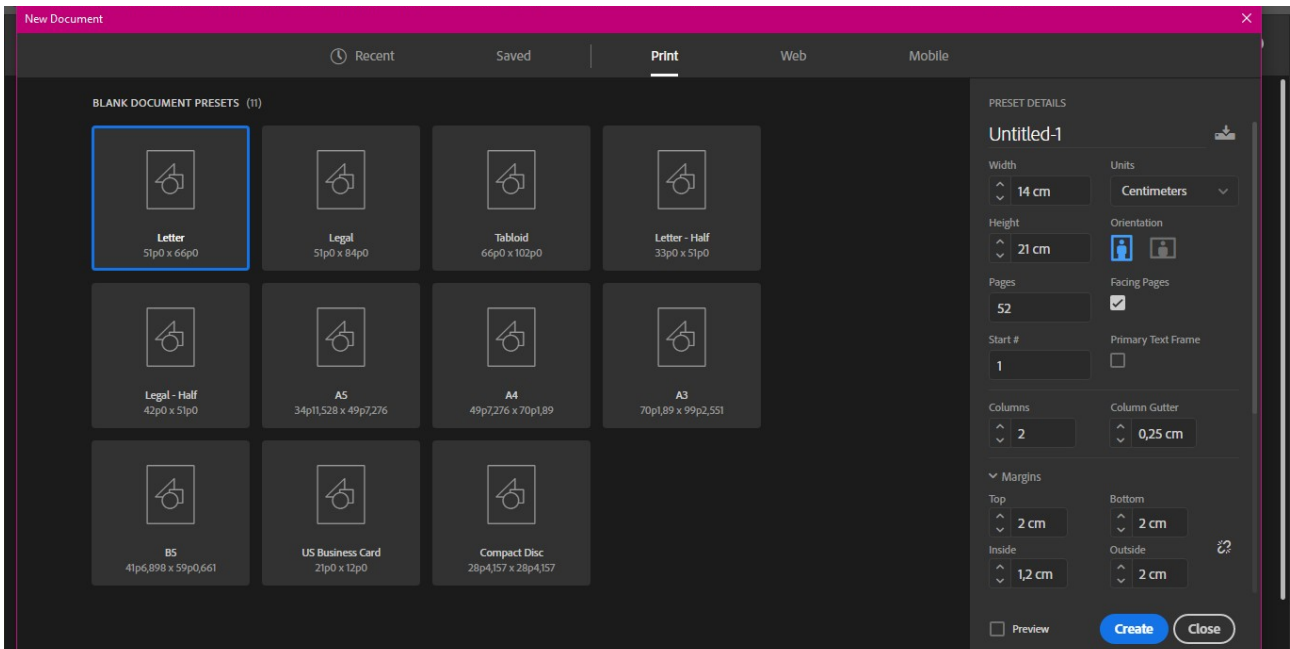 New Document
Recent Saved Print Web Mobile
BLANK DOCUMENT PRESETS (11)
Letter
51p0 x 66p0
Legal
51p0 x 84p0
Tabloid
66p0 x 102p0
Letter - Half
33p0 x 51p0
Legal - Half
42p0 x 51p0
A5
34p11,528 x 49p7,276
A4
49p7,276 x 70p1,89
A3
70p1,89 x 99p2,551
B5
41p6,898 x 59p0,661
US Business Card
21p0 x 12p0
Compact Disc
28p4,157 x 28p4,157
PRESET DETAILS
Untitled-1
Width Units
14 cm Centimeters
Height Orientation
21 cm
Pages Facing Pages
52
Start # Primary Text Frame
1
Columns Column Gutter
2 0,25 cm
Margins
Top Bottom
2 cm 2 cm
Inside Outside
1,2 cm 2 cm
Preview Create Close